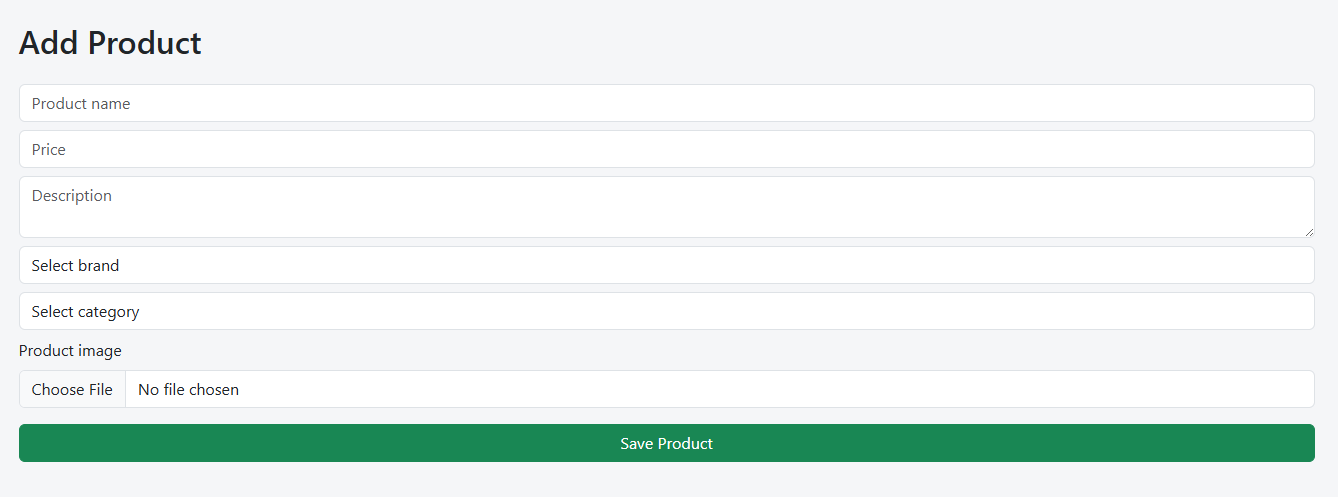 Add Product
Product name
Price
Description
Select brand
Select category
Product image
Choose File No file chosen
Save Product